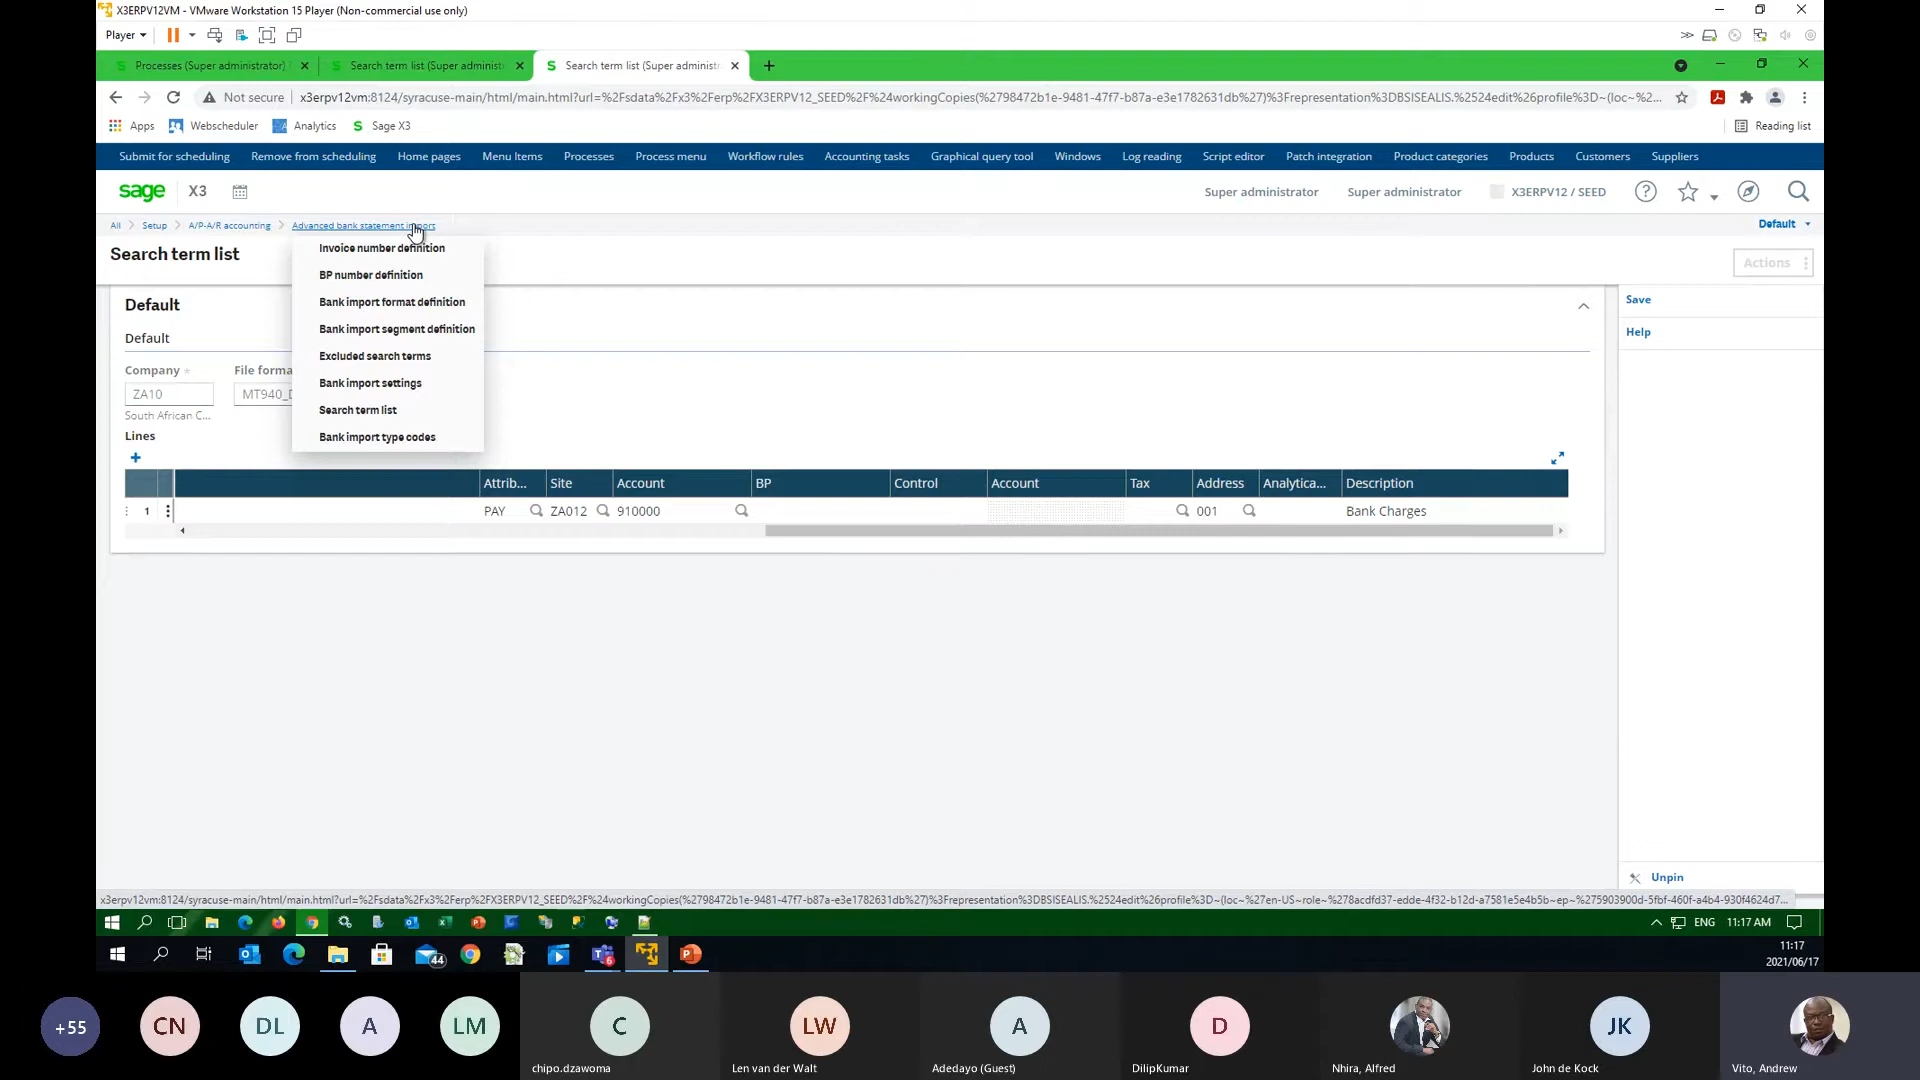 X3ERPV12VM - VMware Workstation 15 Player (Non-commercial use only)
Player
Processes (Super administrator)
Search term list (Super administ
Search term list (Super administ
Not secure
x3erpv12vm:8124/syracuse-main/html/main.html?url=%2Fsdata%2Fx3%2Ferp%2FX3ERPV12_SEED%2F%24workingCopies(%2798472b1e-9481-47f7-b87a-e3e1782631db%27)%3Frepresentation%3DBSISEALIS.%2524edit%26profile%3D~(loc~%2...
Apps
Webscheduler
Analytics
Sage X3
Reading list
Submit for scheduling
Remove from scheduling
Home pages
Menu Items
Processes
Process menu
Workflow rules
Accounting tasks
Graphical query tool
Windows
Log reading
Script editor
Patch integration
Product categories
Products
Customers
Suppliers
sage
X3
Super administrator
Super administrator
X3ERPV12 / SEED
All
Setup
A/P-A/R accounting
Advanced bank statement import
Default
Search term list
Actions
Invoice number definition
BP number definition
Bank import format definition
Bank import segment definition
Excluded search terms
Bank import settings
Search term list
Bank import type codes
Default
Default
Save
Help
Company *
File forma
ZA10
MT940_D
South African C...
Lines
Attrib...
Site
Account
BP
Control
Account
Tax
Address
Analytica...
Description
1
PAY
ZA012
910000
001
Bank Charges
Unpin
x3erpv12vm:8124/syracuse-main/html/main.html?url=%2Fsdata%2Fx3%2Ferp%2FX3ERPV12_SEED%2F%24workingCopies(%2798472b1e-9481-47f7-b87a-e3e1782631db%27)%3Frepresentation%3DBSISEALIS.%2524edit%26profile%3D~(loc~%27en-US~role~%278acdfd37-edde-4f32-b12d-a7581e5e4b5b~ep~%275903900d-5fbf-460f-a4b4-930f4624d7...
ENG
11:17 AM
44
6
11:17
2021/06/17
+55
CN
DL
A
LM
C
LW
A
D
JK
chipo.dzawoma
Len van der Walt
Adedayo (Guest)
DilipKumar
Nhira, Alfred
John de Kock
Vito, Andrew